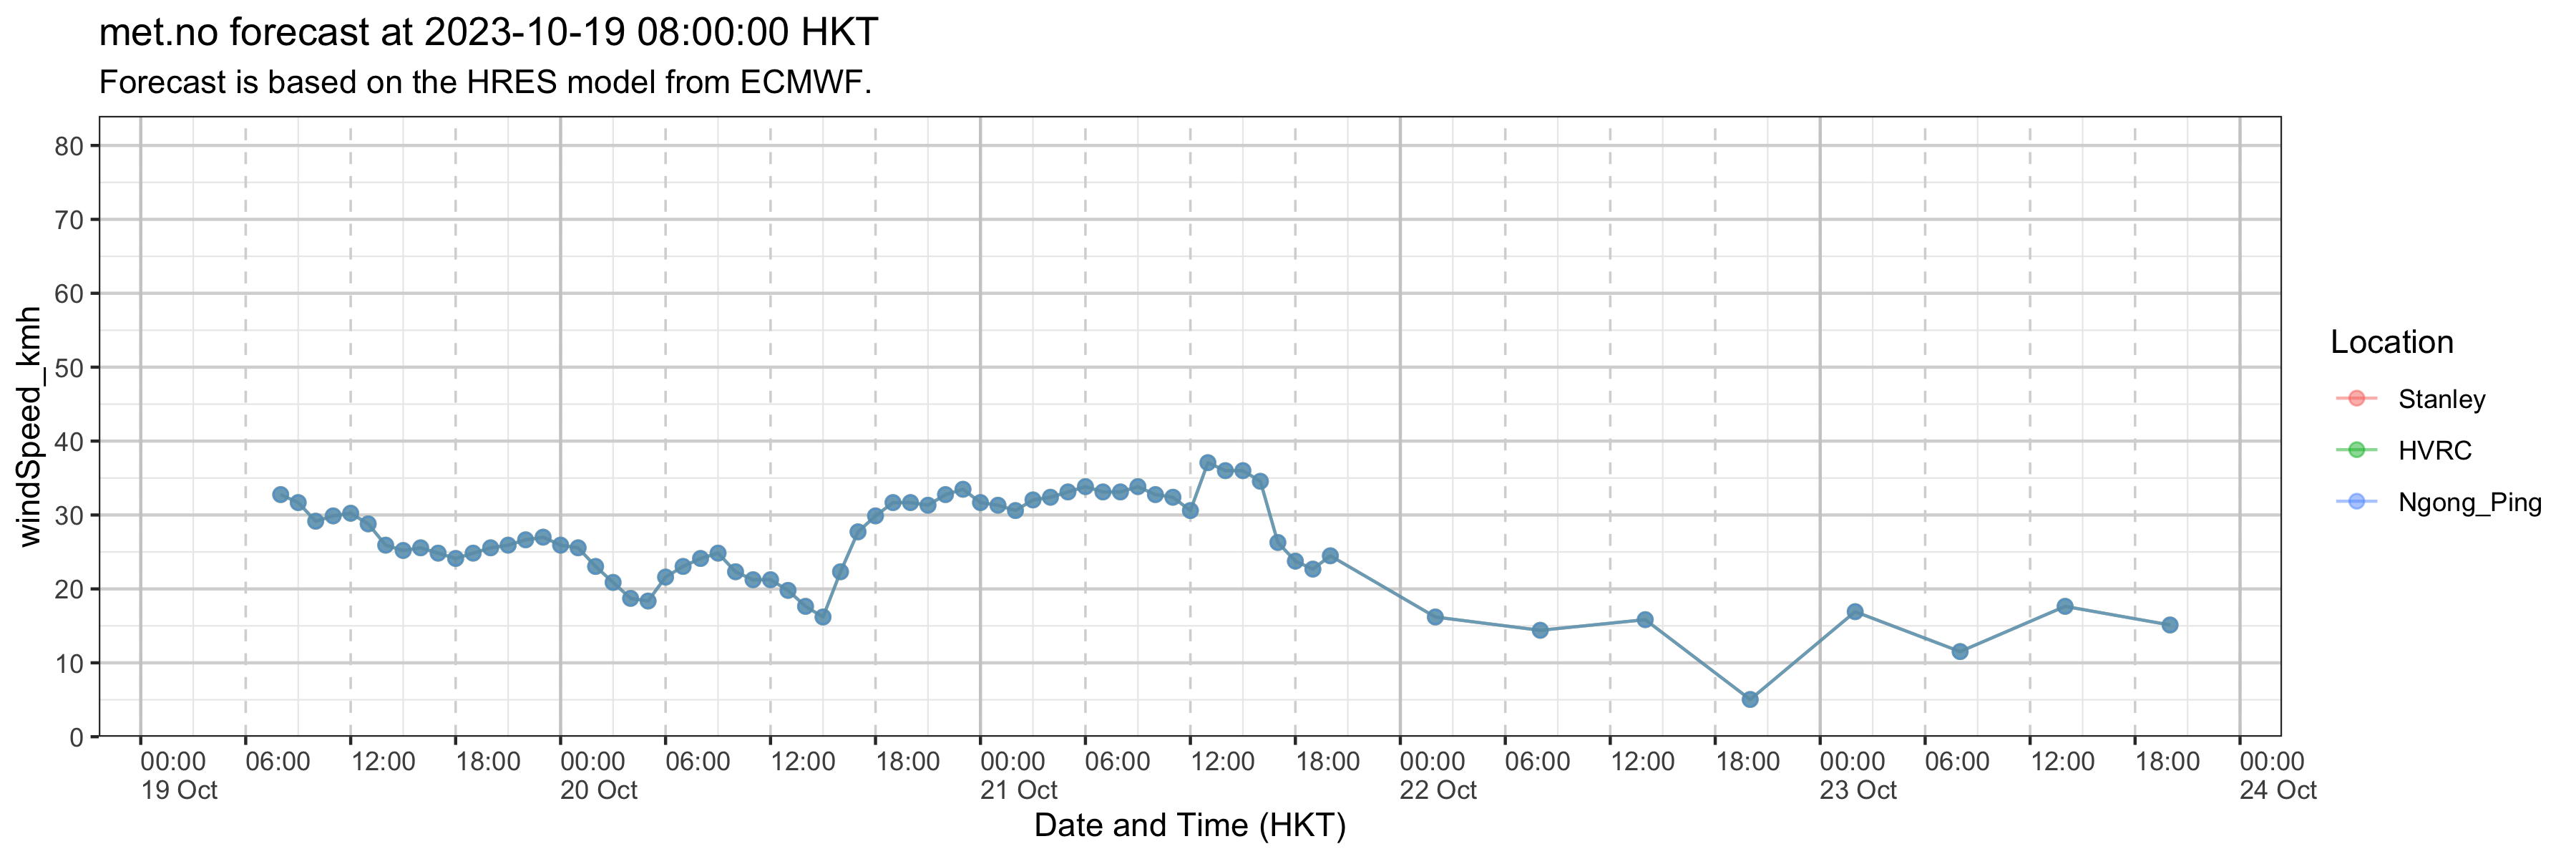 met.no forecast at 2023-10-19 08:00:00 HKT
Forecast is based on the HRES model from ECMWF.
windSpeed_kmh
80
70
60
50
40
30
20
10
0
00:00 06:00 12:00 18:00 00:00 06:00 12:00 18:00 00:00 06:00 12:00 18:00 00:00 06:00 12:00 18:00 00:00 06:00 12:00 18:00 00:00
19 Oct 20 Oct 21 Oct 22 Oct 23 Oct 24 Oct
Date and Time (HKT)
Location
Stanley
HVRC
Ngong_Ping